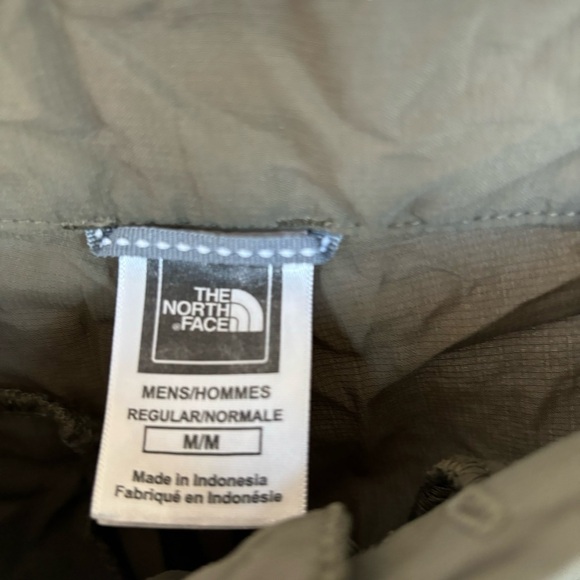 THE
NORTH
FACE
MENS/HOMMES
REGULAR/NORMALE
M/M
Made in Indonesia
Fabriqué en Indonésie